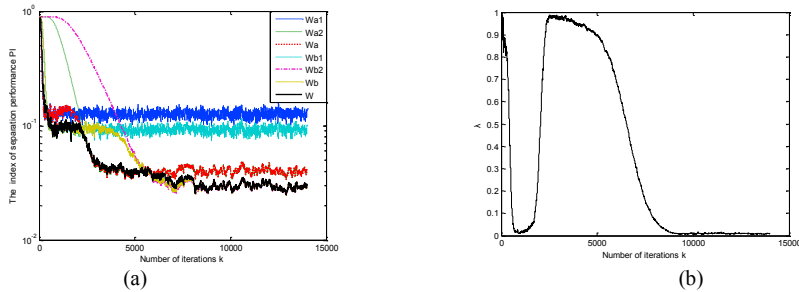 The index of separation performance PI
10^0
10^-1
10^-2
0
5000
10000
15000
Number of iterations k
Wa1
Wa2
Wa
Wb1
Wb2
Wb
W
(a)
λ
1
0.9
0.8
0.7
0.6
0.5
0.4
0.3
0.2
0.1
0
0
5000
10000
15000
Number of iterations k
(b)